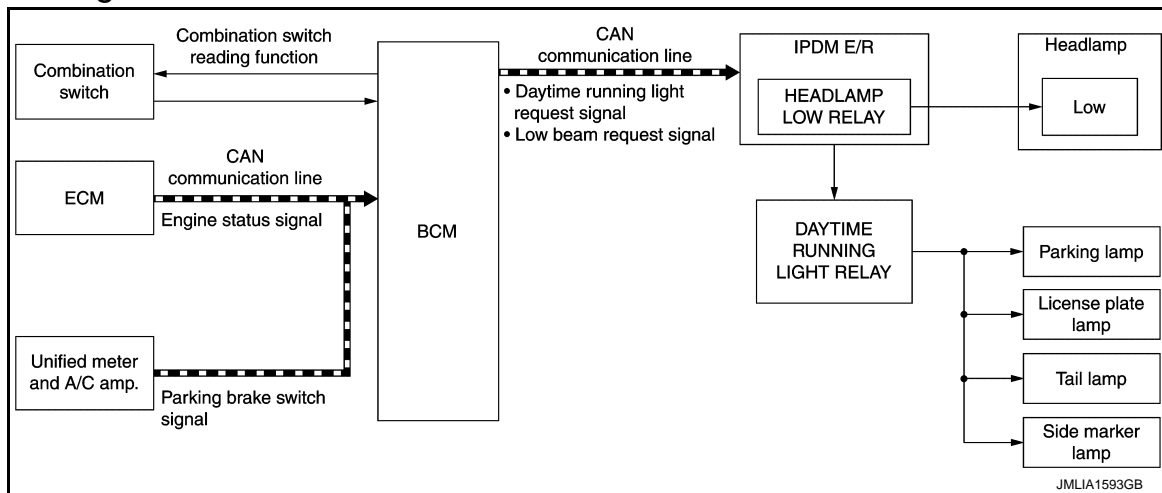 Combination switch
reading function
Combination
switch
ECM
CAN
communication line
Engine status signal
Unified meter
and A/C amp.
Parking brake switch
signal
BCM
CAN
communication line
• Daytime running light
request signal
• Low beam request signal
IPDM E/R
HEADLAMP
LOW RELAY
Headlamp
Low
DAYTIME
RUNNING
LIGHT RELAY
Parking lamp
License plate
lamp
Tail lamp
Side marker
lamp
JMLIA1593GB